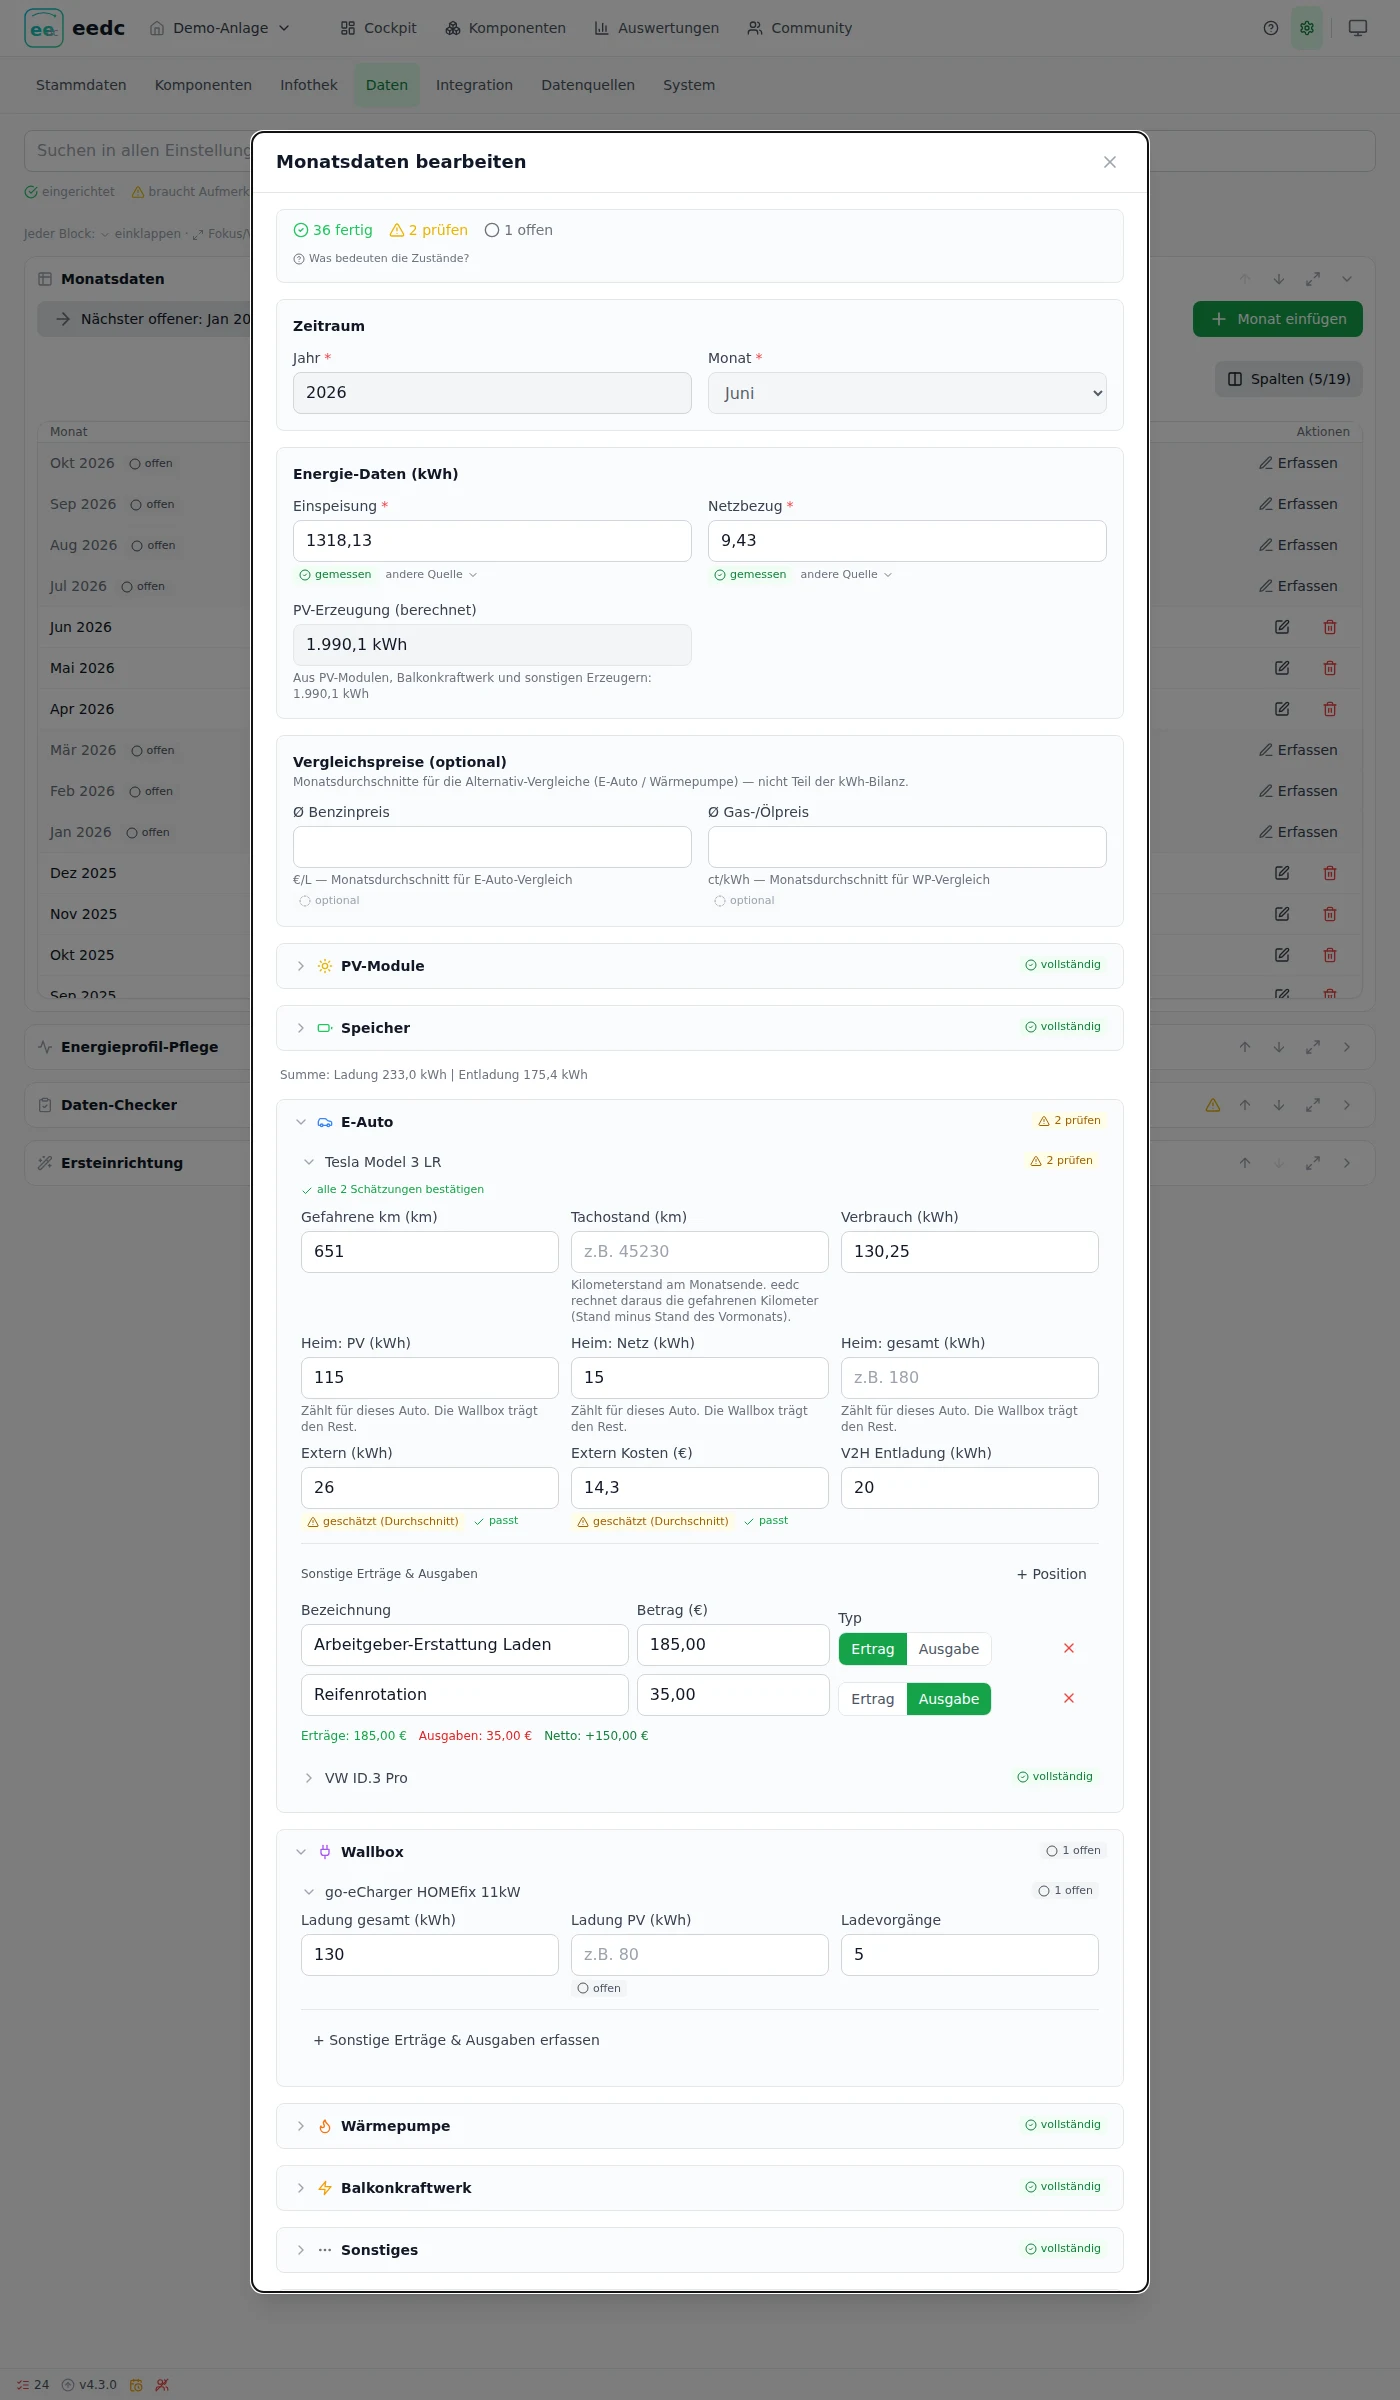 eedc
Demo-Anlage
Cockpit
Komponenten
Auswertungen
Community
Stammdaten
Komponenten
Infothek
Daten
Integration
Datenquellen
System
Suchen in allen Einstellung
eingerichtet
braucht Aufmerk
Jeder Block:
einklappen ·
Fokus/
Monatsdaten
Nächster offener: Jan 20
Monat einfügen
Spalten (5/19)
Monat
Aktionen
Okt 2026 offen Erfassen
Sep 2026 offen Erfassen
Aug 2026 offen Erfassen
Jul 2026 offen Erfassen
Jun 2026
Mai 2026
Apr 2026
Mär 2026 offen Erfassen
Feb 2026 offen Erfassen
Jan 2026 offen Erfassen
Dez 2025
Nov 2025
Okt 2025
Sep 2025
Energieprofil-Pflege
Daten-Checker
Ersteinrichtung
Monatsdaten bearbeiten
36 fertig 2 prüfen 1 offen
Was bedeuten die Zustände?
Zeitraum
Jahr * Monat *
2026 Juni
Energie-Daten (kWh)
Einspeisung * Netzbezug *
1318,13 9,43
gemessen andere Quelle gemessen andere Quelle
PV-Erzeugung (berechnet)
1.990,1 kWh
Aus PV-Modulen, Balkonkraftwerk und sonstigen Erzeugern:
1.990,1 kWh
Vergleichspreise (optional)
Monatsdurchschnitte für die Alternativ-Vergleiche (E-Auto / Wärmepumpe) — nicht Teil der kWh-Bilanz.
Ø Benzinpreis Ø Gas-/Ölpreis
€/L — Monatsdurchschnitt für E-Auto-Vergleich ct/kWh — Monatsdurchschnitt für WP-Vergleich
optional optional
PV-Module vollständig
Speicher vollständig
Summe: Ladung 233,0 kWh | Entladung 175,4 kWh
E-Auto 2 prüfen
Tesla Model 3 LR 2 prüfen
alle 2 Schätzungen bestätigen
Gefahrene km (km) Tachostand (km) Verbrauch (kWh)
651 z.B. 45230 130,25
Kilometerstand am Monatsende. eedc
rechnet daraus die gefahrenen Kilometer
(Stand minus Stand des Vormonats).
Heim: PV (kWh) Heim: Netz (kWh) Heim: gesamt (kWh)
115 15 z.B. 180
Zählt für dieses Auto. Die Wallbox trägt Zählt für dieses Auto. Die Wallbox trägt Zählt für dieses Auto. Die Wallbox trägt
den Rest. den Rest. den Rest.
Extern (kWh) Extern Kosten (€) V2H Entladung (kWh)
26 14,3 20
geschätzt (Durchschnitt) passt geschätzt (Durchschnitt) passt
Sonstige Erträge & Ausgaben + Position
Bezeichnung Betrag (€) Typ
Arbeitgeber-Erstattung Laden 185,00 Ertrag Ausgabe
Reifenrotation 35,00 Ertrag Ausgabe
Erträge: 185,00 € Ausgaben: 35,00 € Netto: +150,00 €
VW ID.3 Pro vollständig
Wallbox 1 offen
go-eCharger HOMEfix 11kW 1 offen
Ladung gesamt (kWh) Ladung PV (kWh) Ladevorgänge
130 z.B. 80 5
offen
+ Sonstige Erträge & Ausgaben erfassen
Wärmepumpe vollständig
Balkonkraftwerk vollständig
Sonstiges vollständig
24 v4.3.0